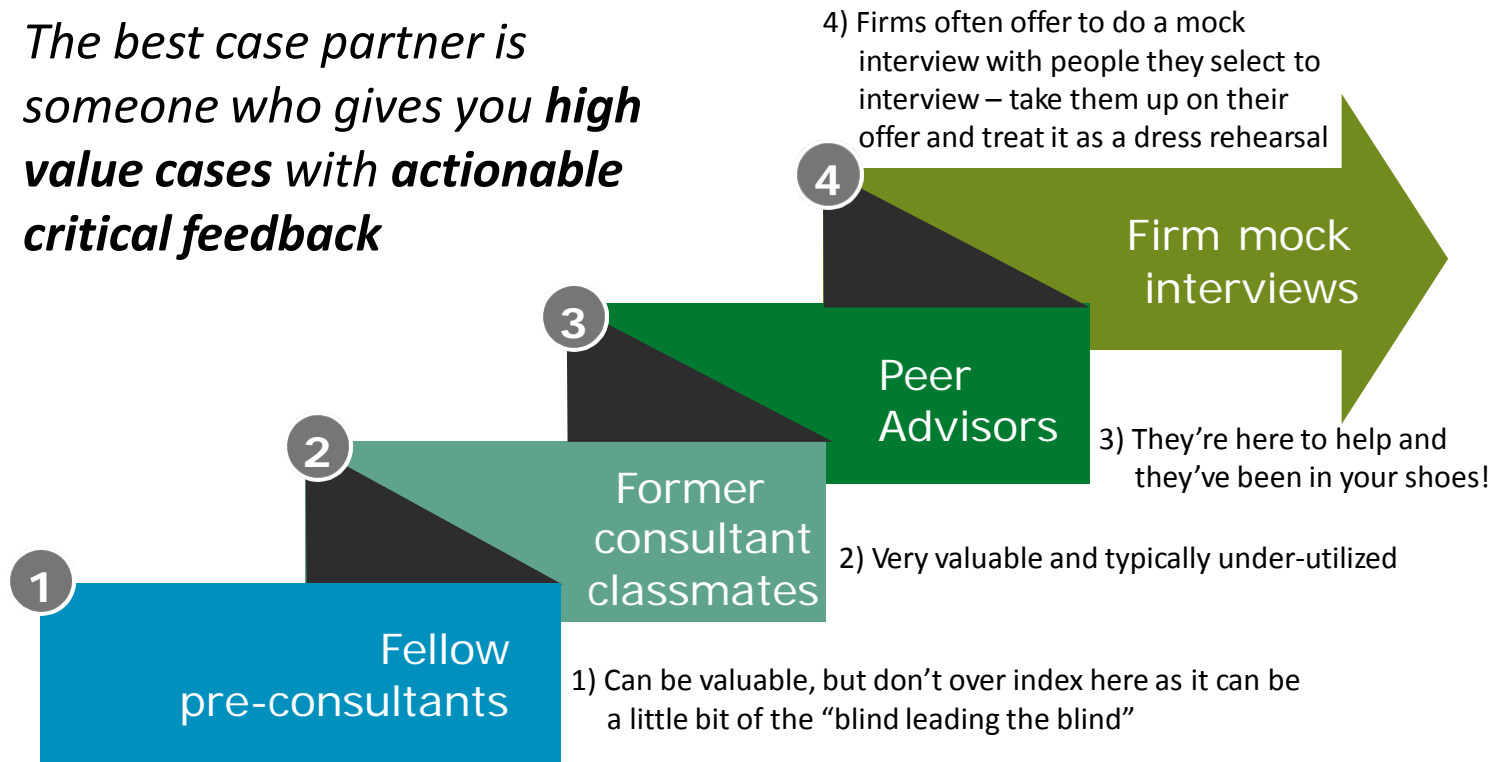 The best case partner is
someone who gives you high
value cases with actionable
critical feedback
4) Firms often offer to do a mock
interview with people they select to
interview – take them up on their
offer and treat it as a dress rehearsal
4
Firm mock
interviews
3
Peer
Advisors
3) They’re here to help and
they’ve been in your shoes!
2
Former
consultant
classmates
2) Very valuable and typically under-utilized
1
Fellow
pre-consultants
1) Can be valuable, but don’t over index here as it can be
a little bit of the “blind leading the blind”